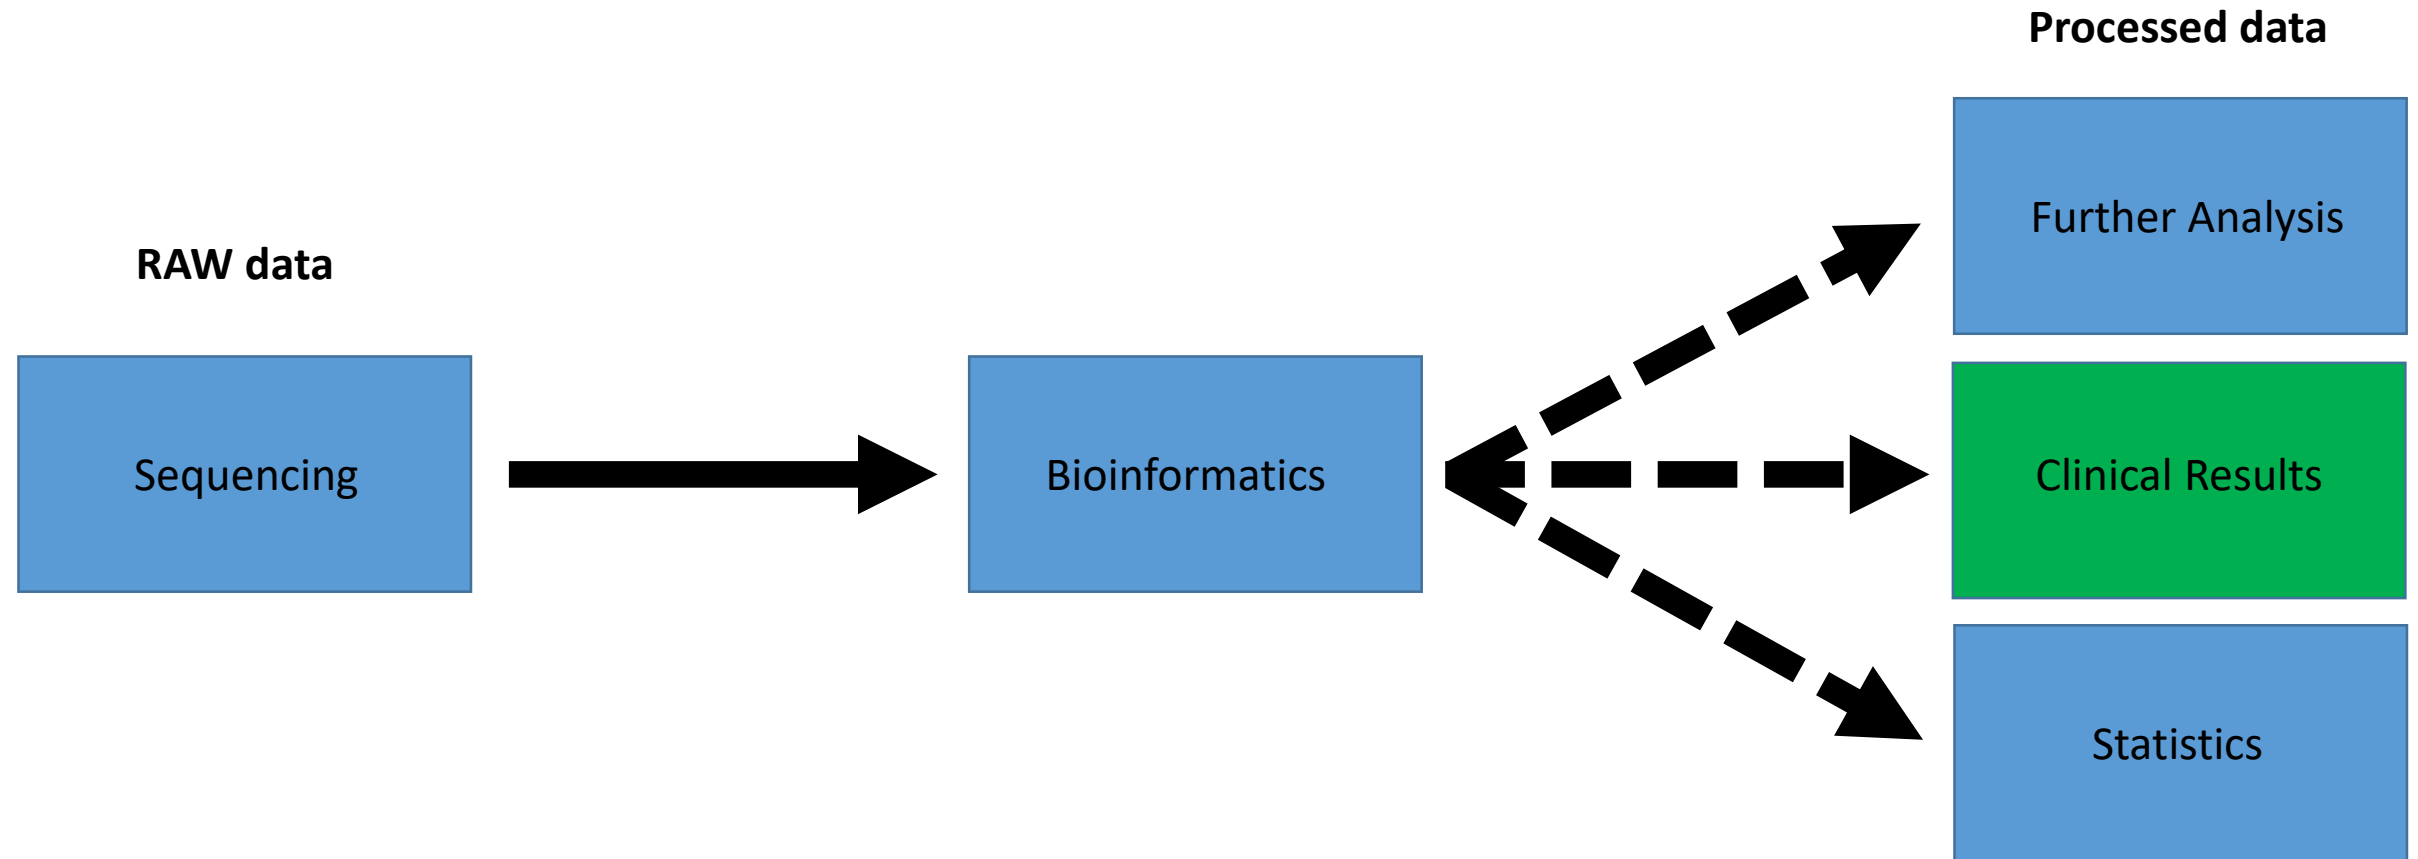 Processed data
Further Analysis
RAW data
Sequencing
Bioinformatics
Clinical Results
Statistics